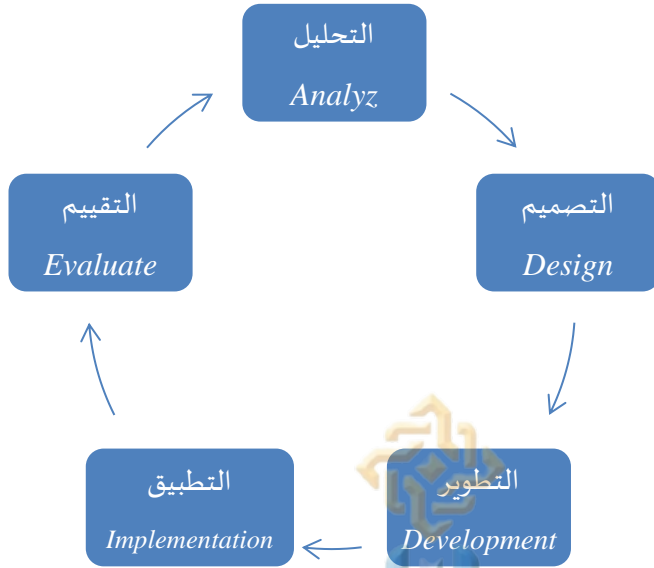 التحليل
Analyz
التصميم
Design
التطوير
Development
التطبيق
Implementation
التقييم
Evaluate